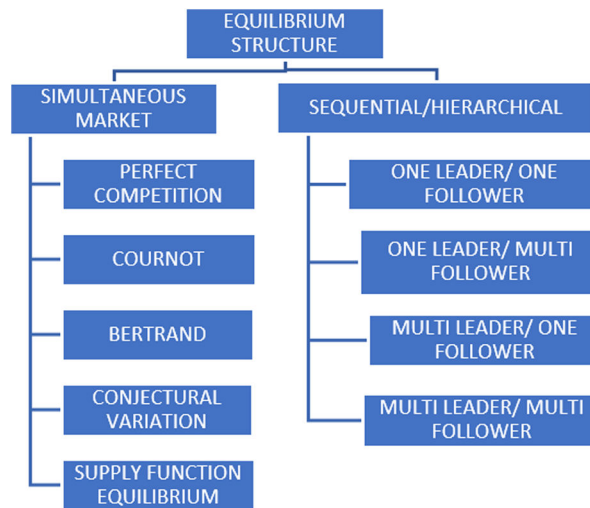 EQUILIBRIUM
STRUCTURE
SIMULTANEOUS
MARKET
PERFECT
COMPETITION
COURNOT
BERTRAND
CONJECTURAL
VARIATION
SUPPLY FUNCTION
EQUILIBRIUM
SEQUENTIAL/HIERARCHICAL
ONE LEADER/ ONE
FOLLOWER
ONE LEADER/ MULTI
FOLLOWER
MULTI LEADER/ ONE
FOLLOWER
MULTI LEADER/ MULTI
FOLLOWER